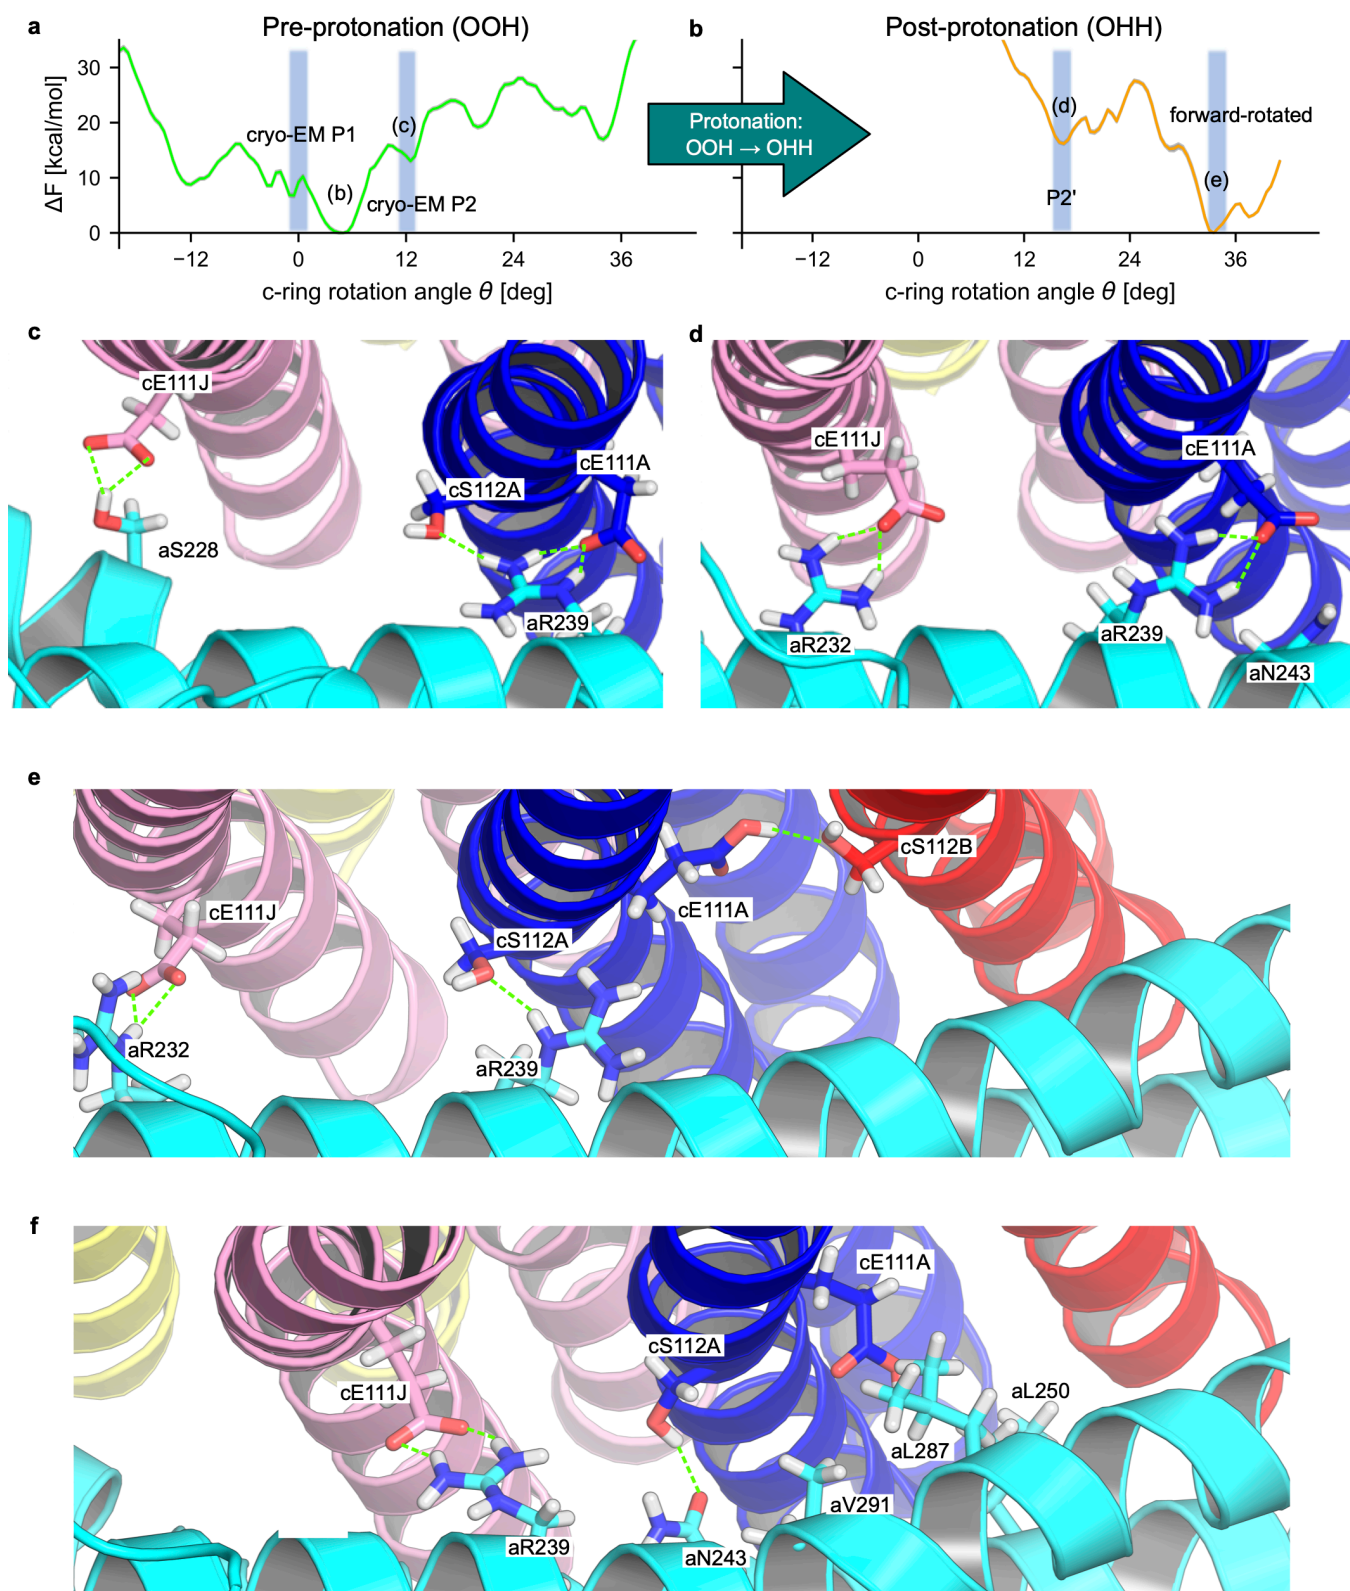 a
Pre-protonation (OOH)
b
Post-protonation (OHH)
ΔF [kcal/mol]
30
20
10
0
cryo-EM P1
(c)
(b)
cryo-EM P2
−12
0
12
24
36
c-ring rotation angle θ [deg]
Protonation:
OOH → OHH
(d)
forward-rotated
(e)
P2'
−12
0
12
24
36
c-ring rotation angle θ [deg]
c
cE111J
cE111A
cS112A
aS228
aR239
d
cE111J
cE111A
aR232
aR239
aN243
e
cS112B
cE111J
cE111A
cS112A
aR232
aR239
f
cE111A
cS112A
cE111J
aL250
aL287
aV291
aR239
aN243